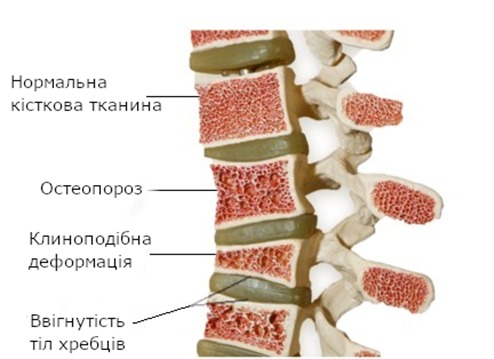 Нормальна
кісткова тканина
Остеопороз
Клиноподібна
деформація
Ввігнутість
тіл хребців